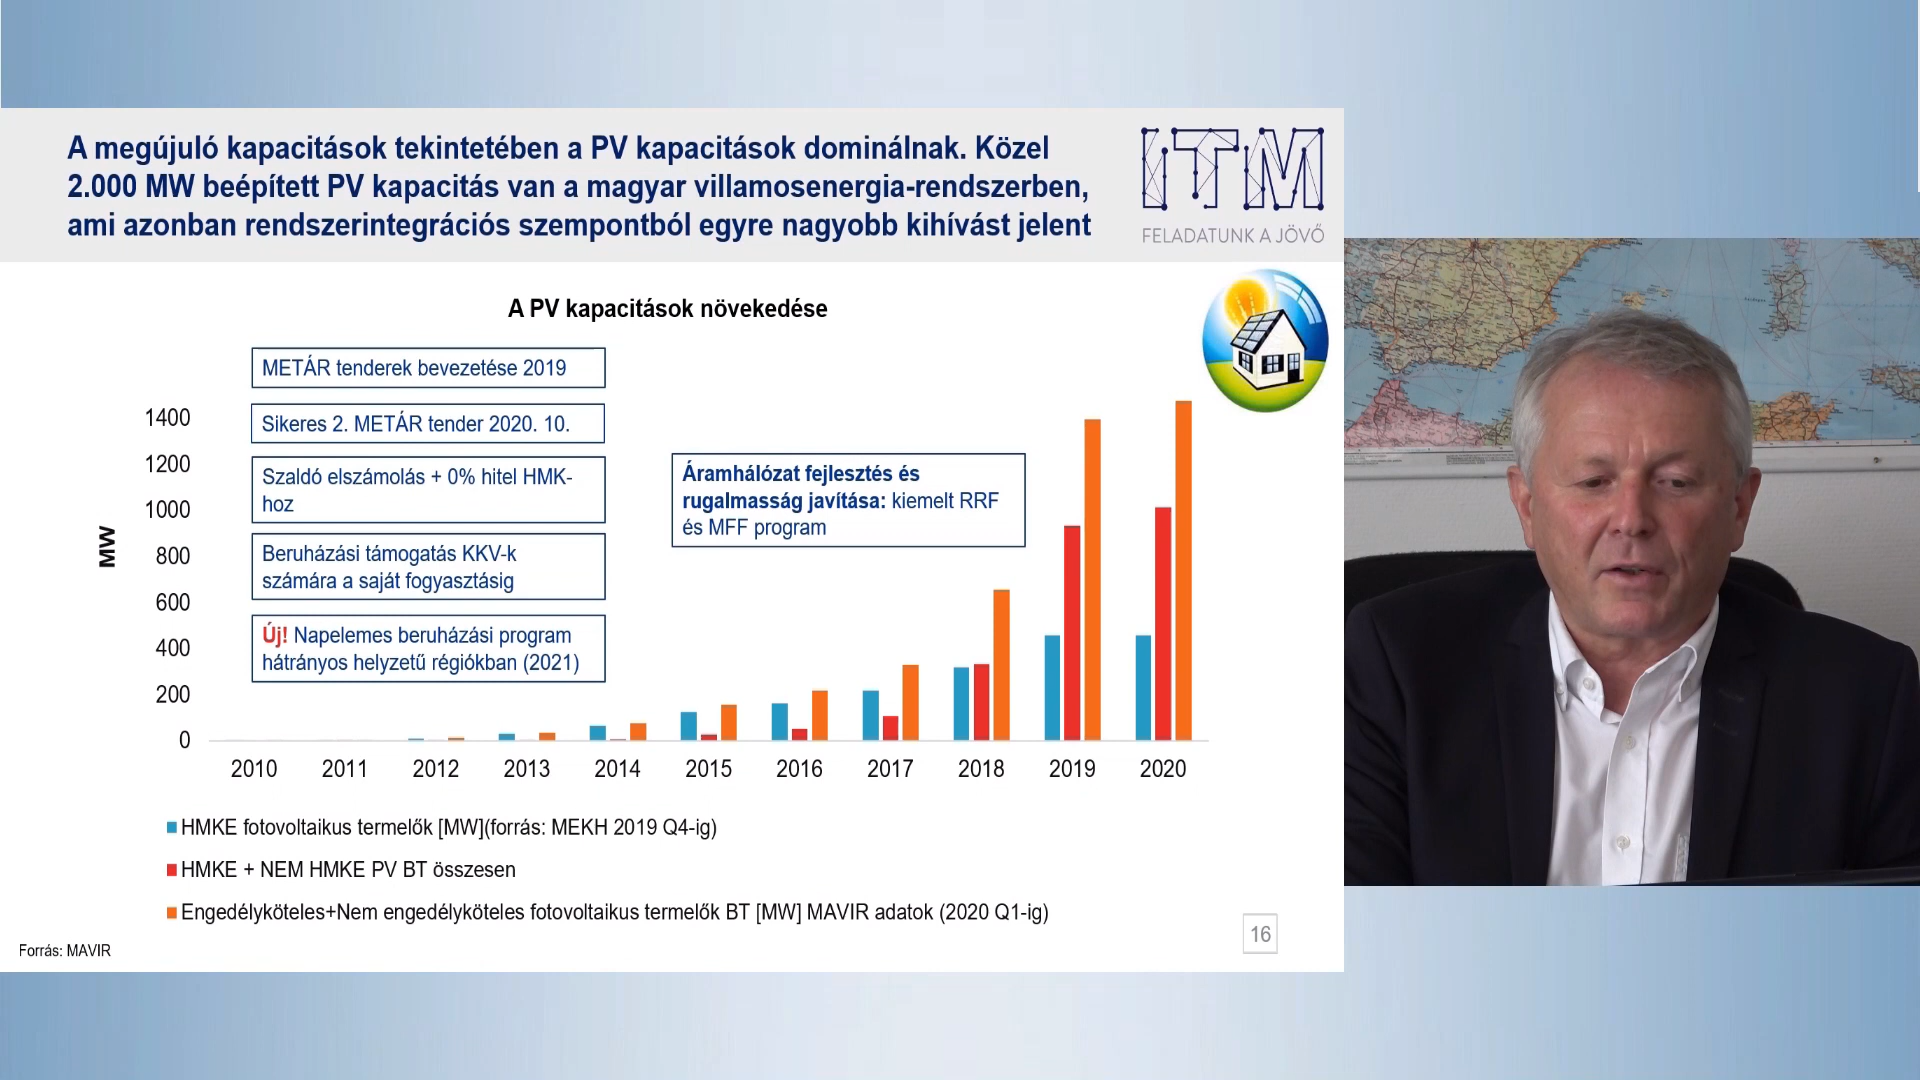 A megújuló kapacitások tekintetében a PV kapacitások dominálnak. Közel
2.000 MW beépített PV kapacitás van a magyar villamosenergia-rendszerben,
ami azonban rendszerintegrációs szempontból egyre nagyobb kihívást jelent
ITM
FELADATUNK A JÖVŐ
A PV kapacitások növekedése
METÁR tenderek bevezetése 2019
Sikeres 2. METÁR tender 2020. 10.
Szaldó elszámolás + 0% hitel HMK-
hoz
Beruházási támogatás KKV-k
számára a saját fogyasztásig
Új! Napelemes beruházási program
hátrányos helyzetű régiókban (2021)
Áramhálózat fejlesztés és
rugalmasság javítása: kiemelt RRF
és MFF program
MW
1400
1200
1000
800
600
400
200
0
2010 2011 2012 2013 2014 2015 2016 2017 2018 2019 2020
HMKE fotovoltaikus termelők [MW](forrás: MEKH 2019 Q4-ig)
HMKE + NEM HMKE PV BT összesen
Engedélyköteles+Nem engedélyköteles fotovoltaikus termelők BT [MW] MAVIR adatok (2020 Q1-ig)
Forrás: MAVIR
16